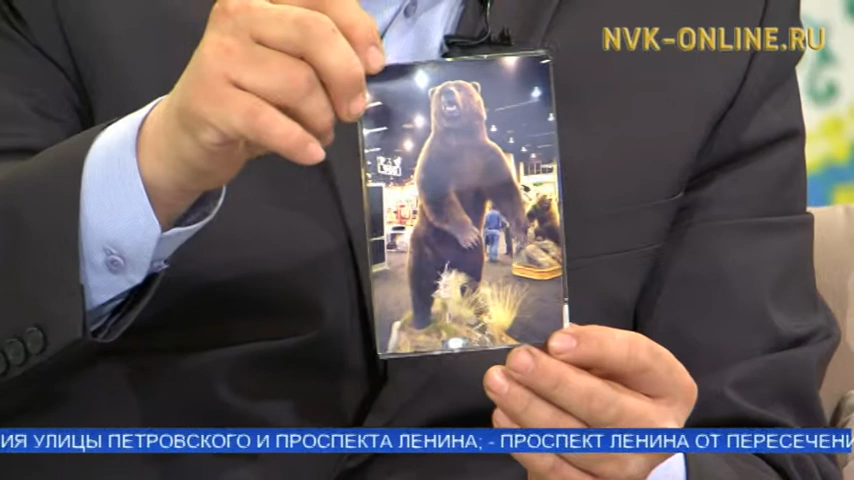 NVK-ONLINE.RU
ИЯ УЛИЦЫ ПЕТРОВСКОГО И ПРОСПЕКТА ЛЕНИНА; - ПРОСПЕКТ ЛЕНИНА ОТ ПЕРЕСЕЧЕНИ